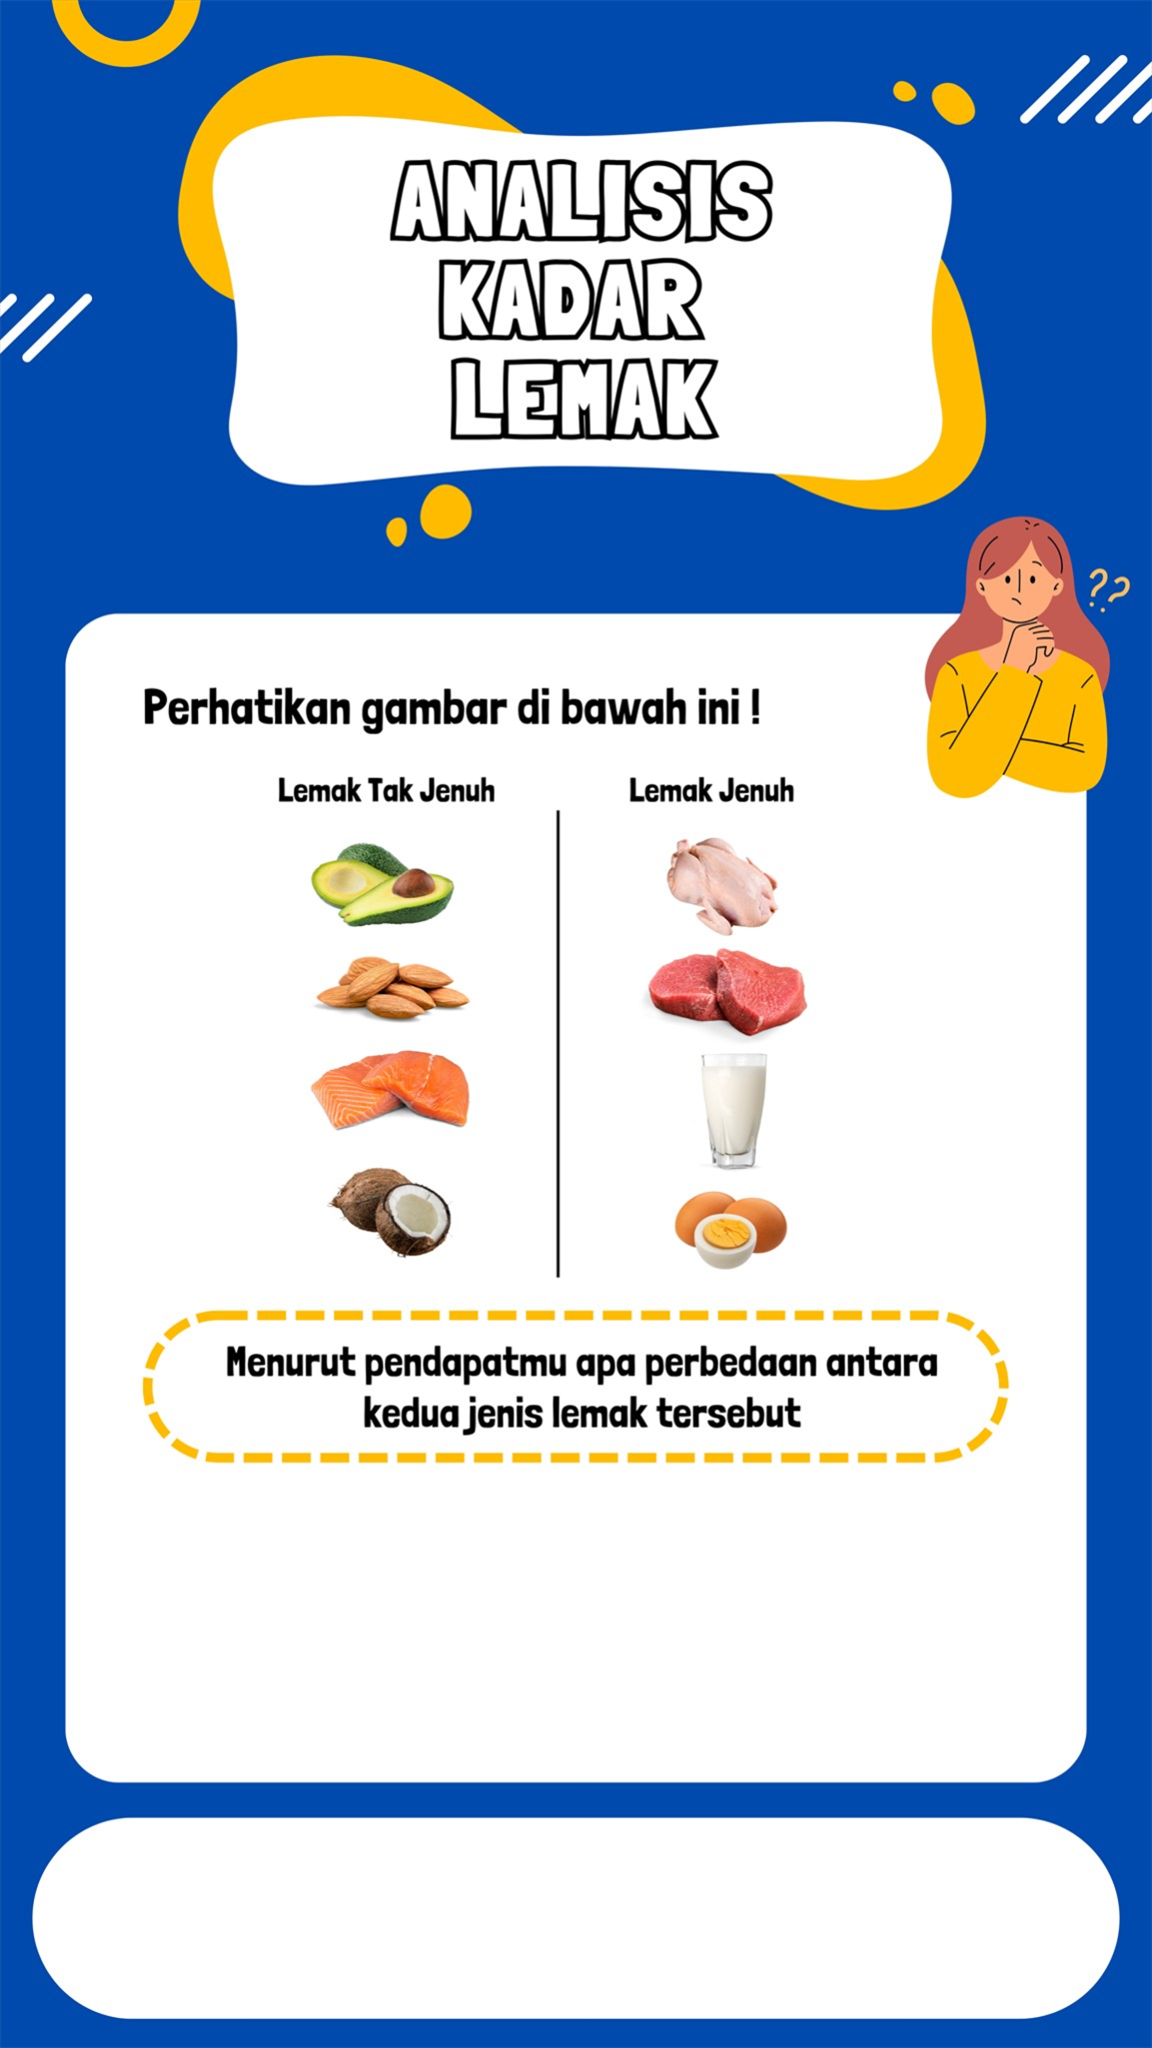 ANALISIS
KADAR
LEMAK
??
Perhatikan gambar di bawah ini !
Lemak Tak Jenuh
Lemak Jenuh
Menurut pendapatmu apa perbedaan antara
kedua jenis lemak tersebut